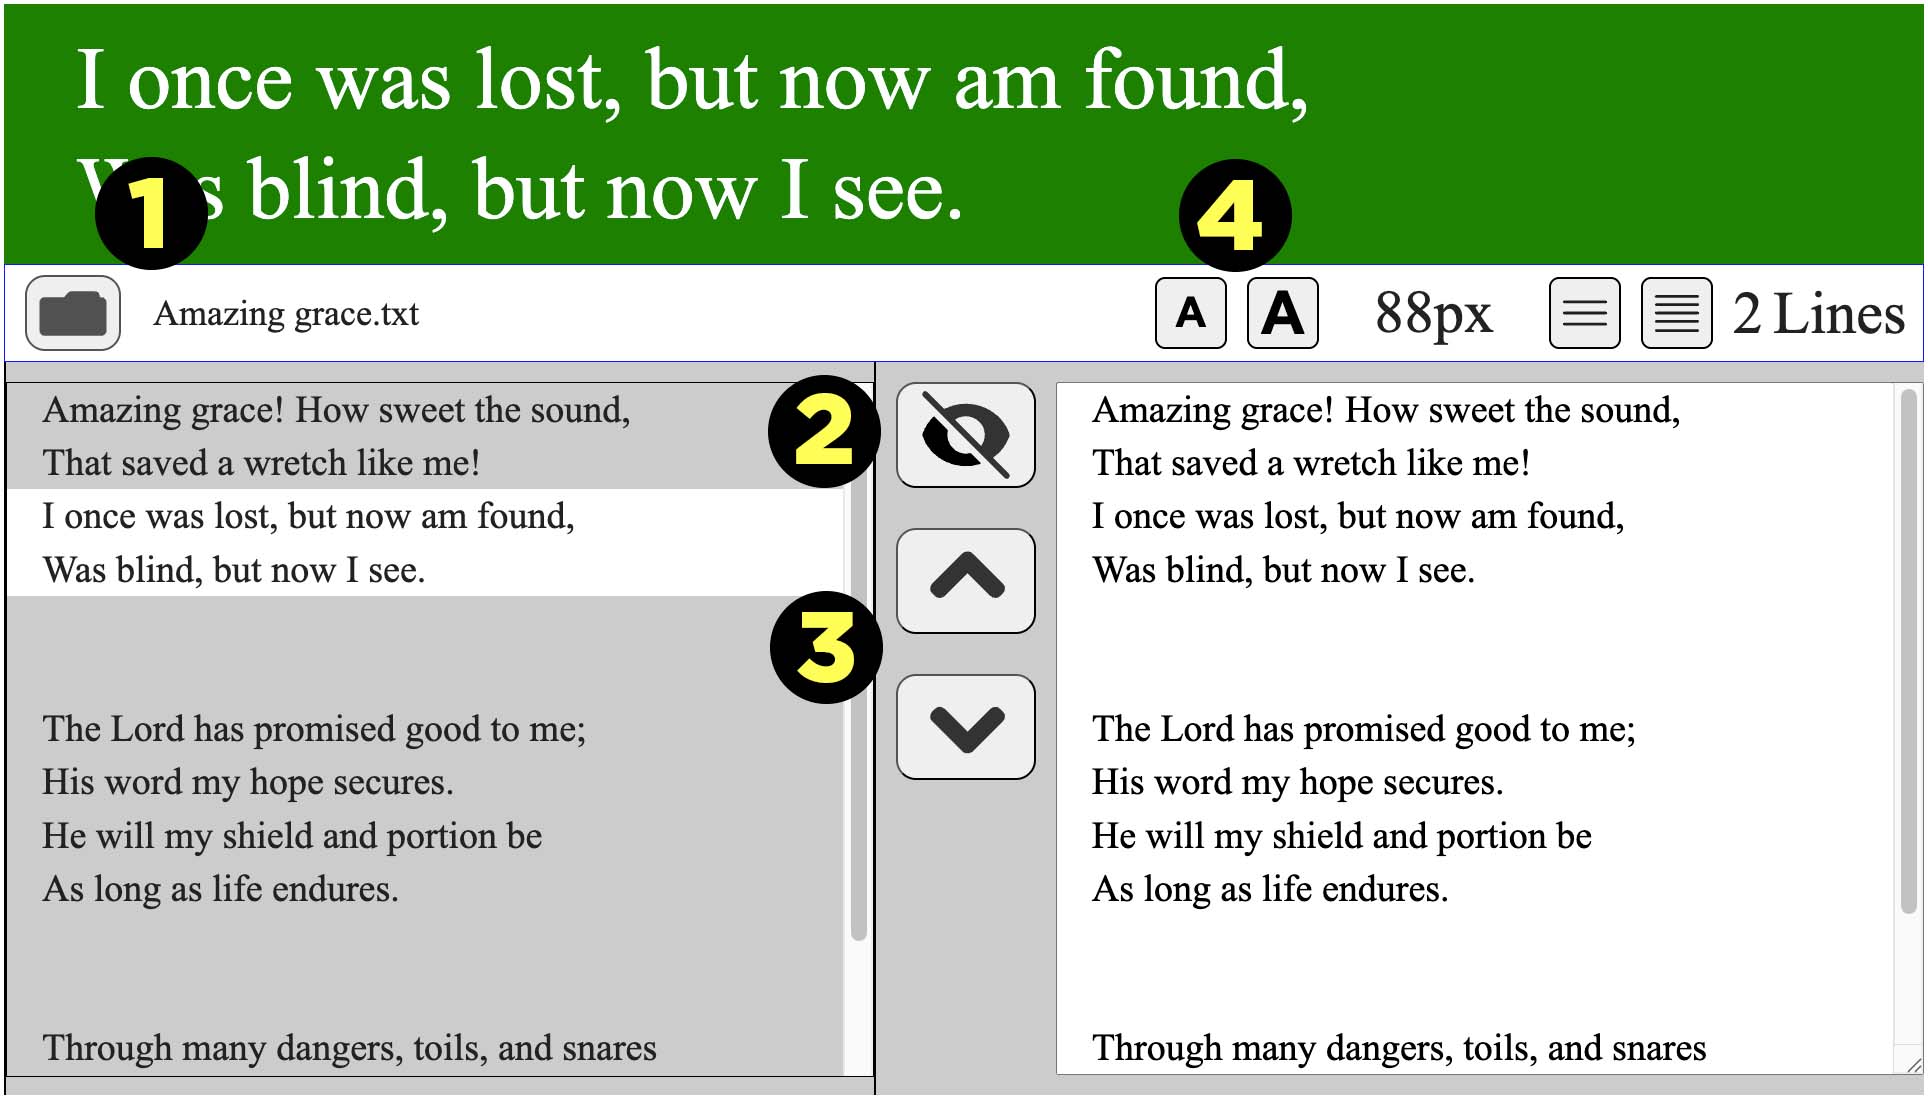 I once was lost, but now am found,
s blind, but now I see.
1
4
Amazing grace.txt
A
A
88px
2 Lines
Amazing grace! How sweet the sound,
That saved a wretch like me!
I once was lost, but now am found,
Was blind, but now I see.
The Lord has promised good to me;
His word my hope secures.
He will my shield and portion be
As long as life endures.
Through many dangers, toils, and snares
2
3
Amazing grace! How sweet the sound,
That saved a wretch like me!
I once was lost, but now am found,
Was blind, but now I see.
The Lord has promised good to me;
His word my hope secures.
He will my shield and portion be
As long as life endures.
Through many dangers, toils, and snares